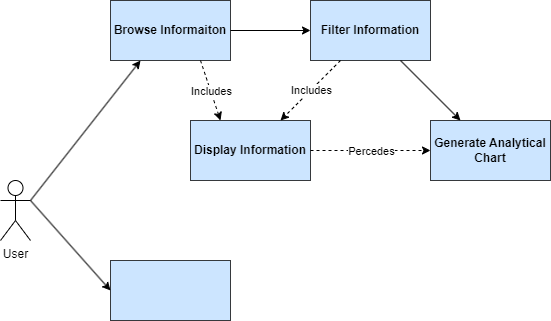 Browse Informaiton
Filter Information
Includes
Includes
Display Information
Percedes
Generate Analytical
Chart
User